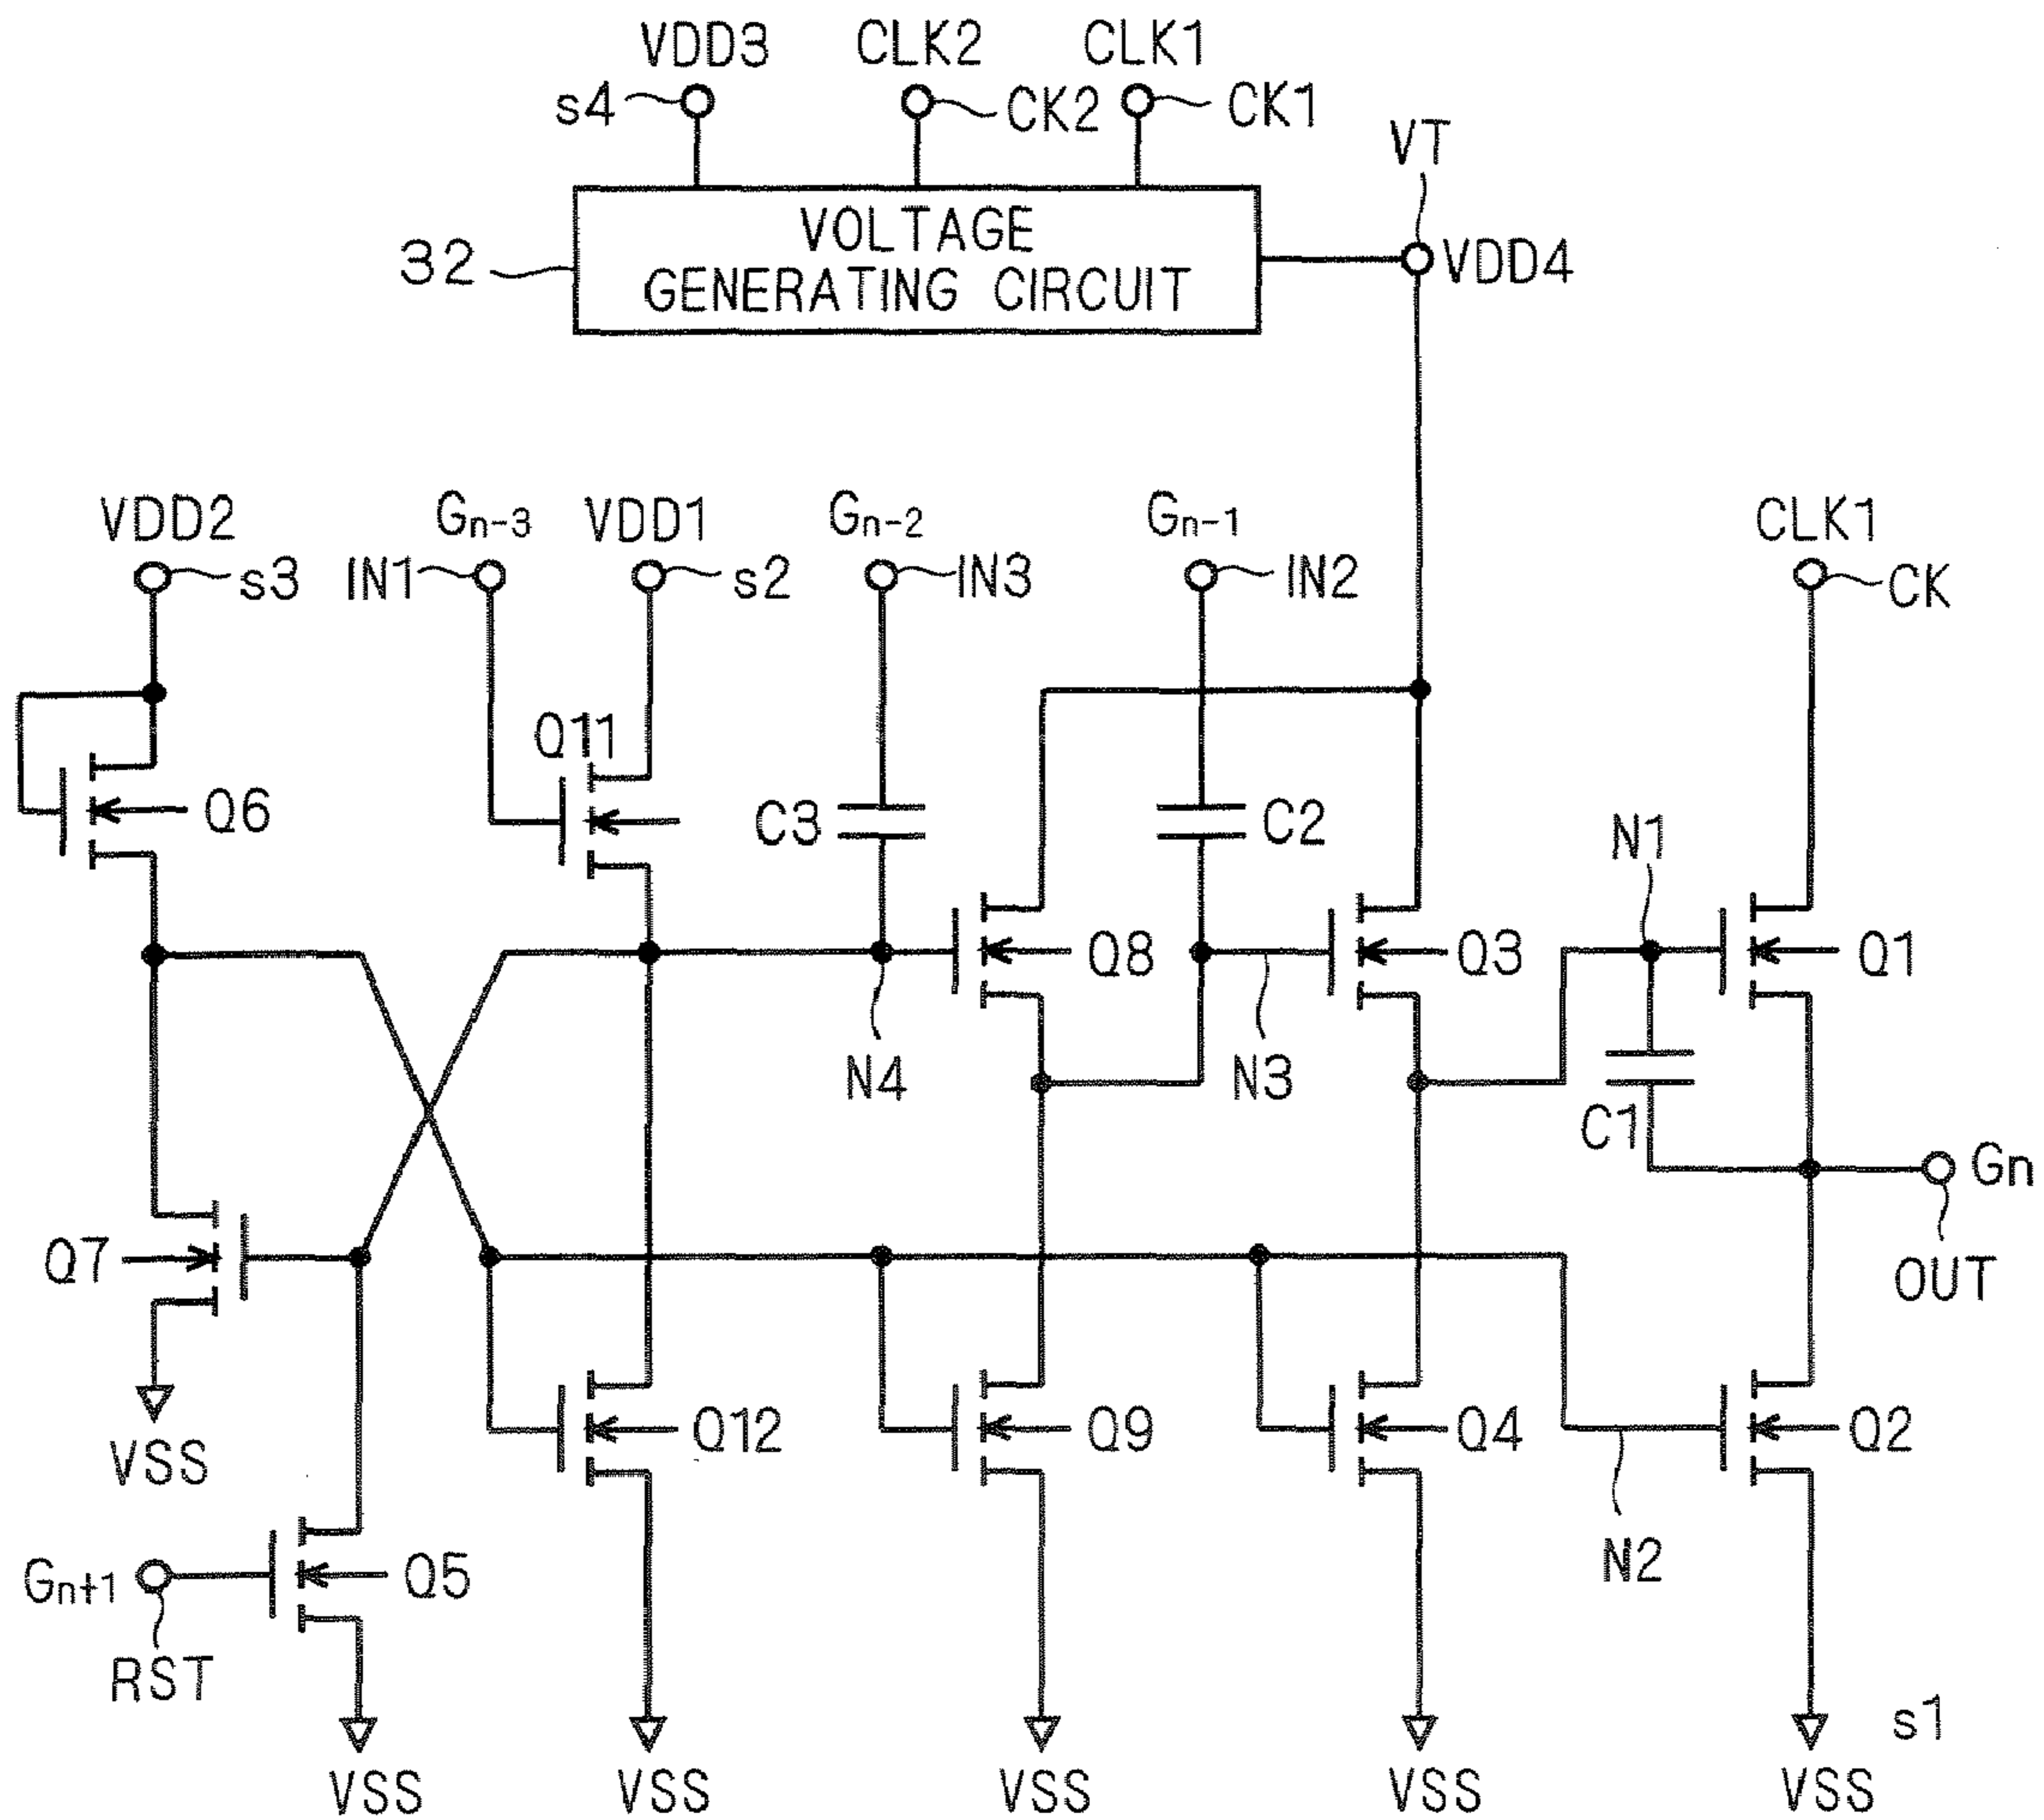 VDD3 CLK2 CLK1
s4 CK2 CK1
VT
32
VOLTAGE
GENERATING CIRCUIT
VDD4
VDD2 Gn-3 VDD1 Gn-2 Gn-1 CLK1
s3 IN1 s2 IN3 IN2 CK
Q11
Q6 C3 C2 N1
Q8 Q3 Q1
N4 N3 C1
Gn
Q7 OUT
VSS Q12 Q9 Q4 Q2
Gn+1 Q5 N2
RST
s1
VSS VSS VSS VSS VSS